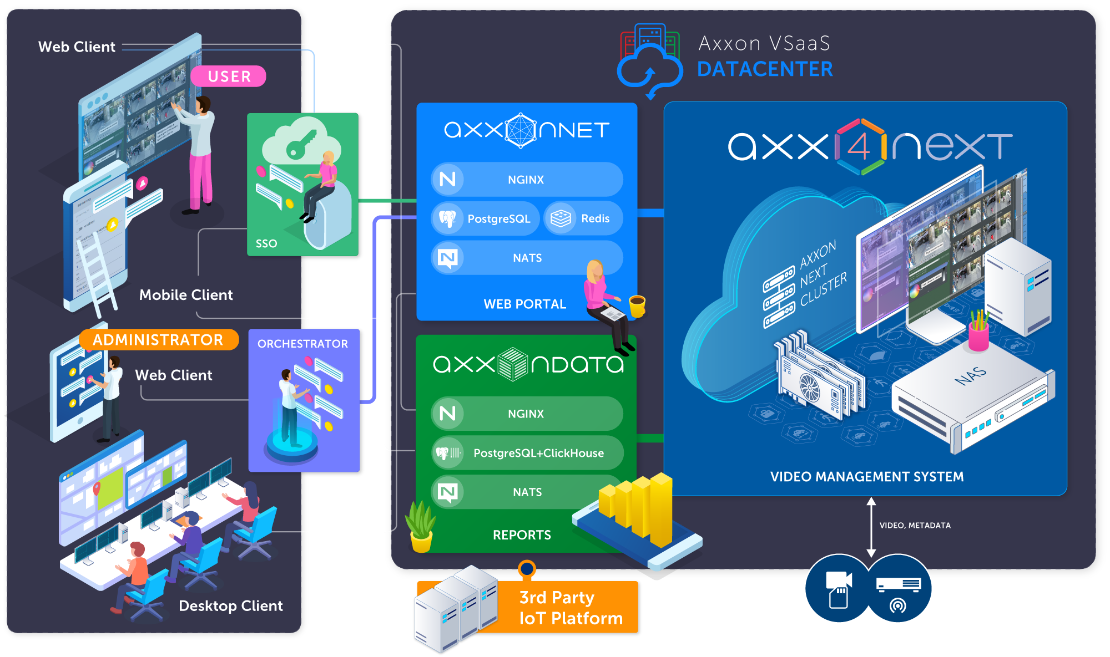 Web Client
USER
SSO
Mobile Client
ADMINISTRATOR
Web Client
ORCHESTRATOR
Desktop Client
Axxon VSaaS
DATACENTER
axxonnet
NGINX
PostgreSQL
Redis
NATS
WEB PORTAL
axxondata
NGINX
PostgreSQL+ClickHouse
NATS
REPORTS
axx4next
AXXON
NEXT
CLUSTER
NAS
VIDEO MANAGEMENT SYSTEM
VIDEO, METADATA
3rd Party
IoT Platform